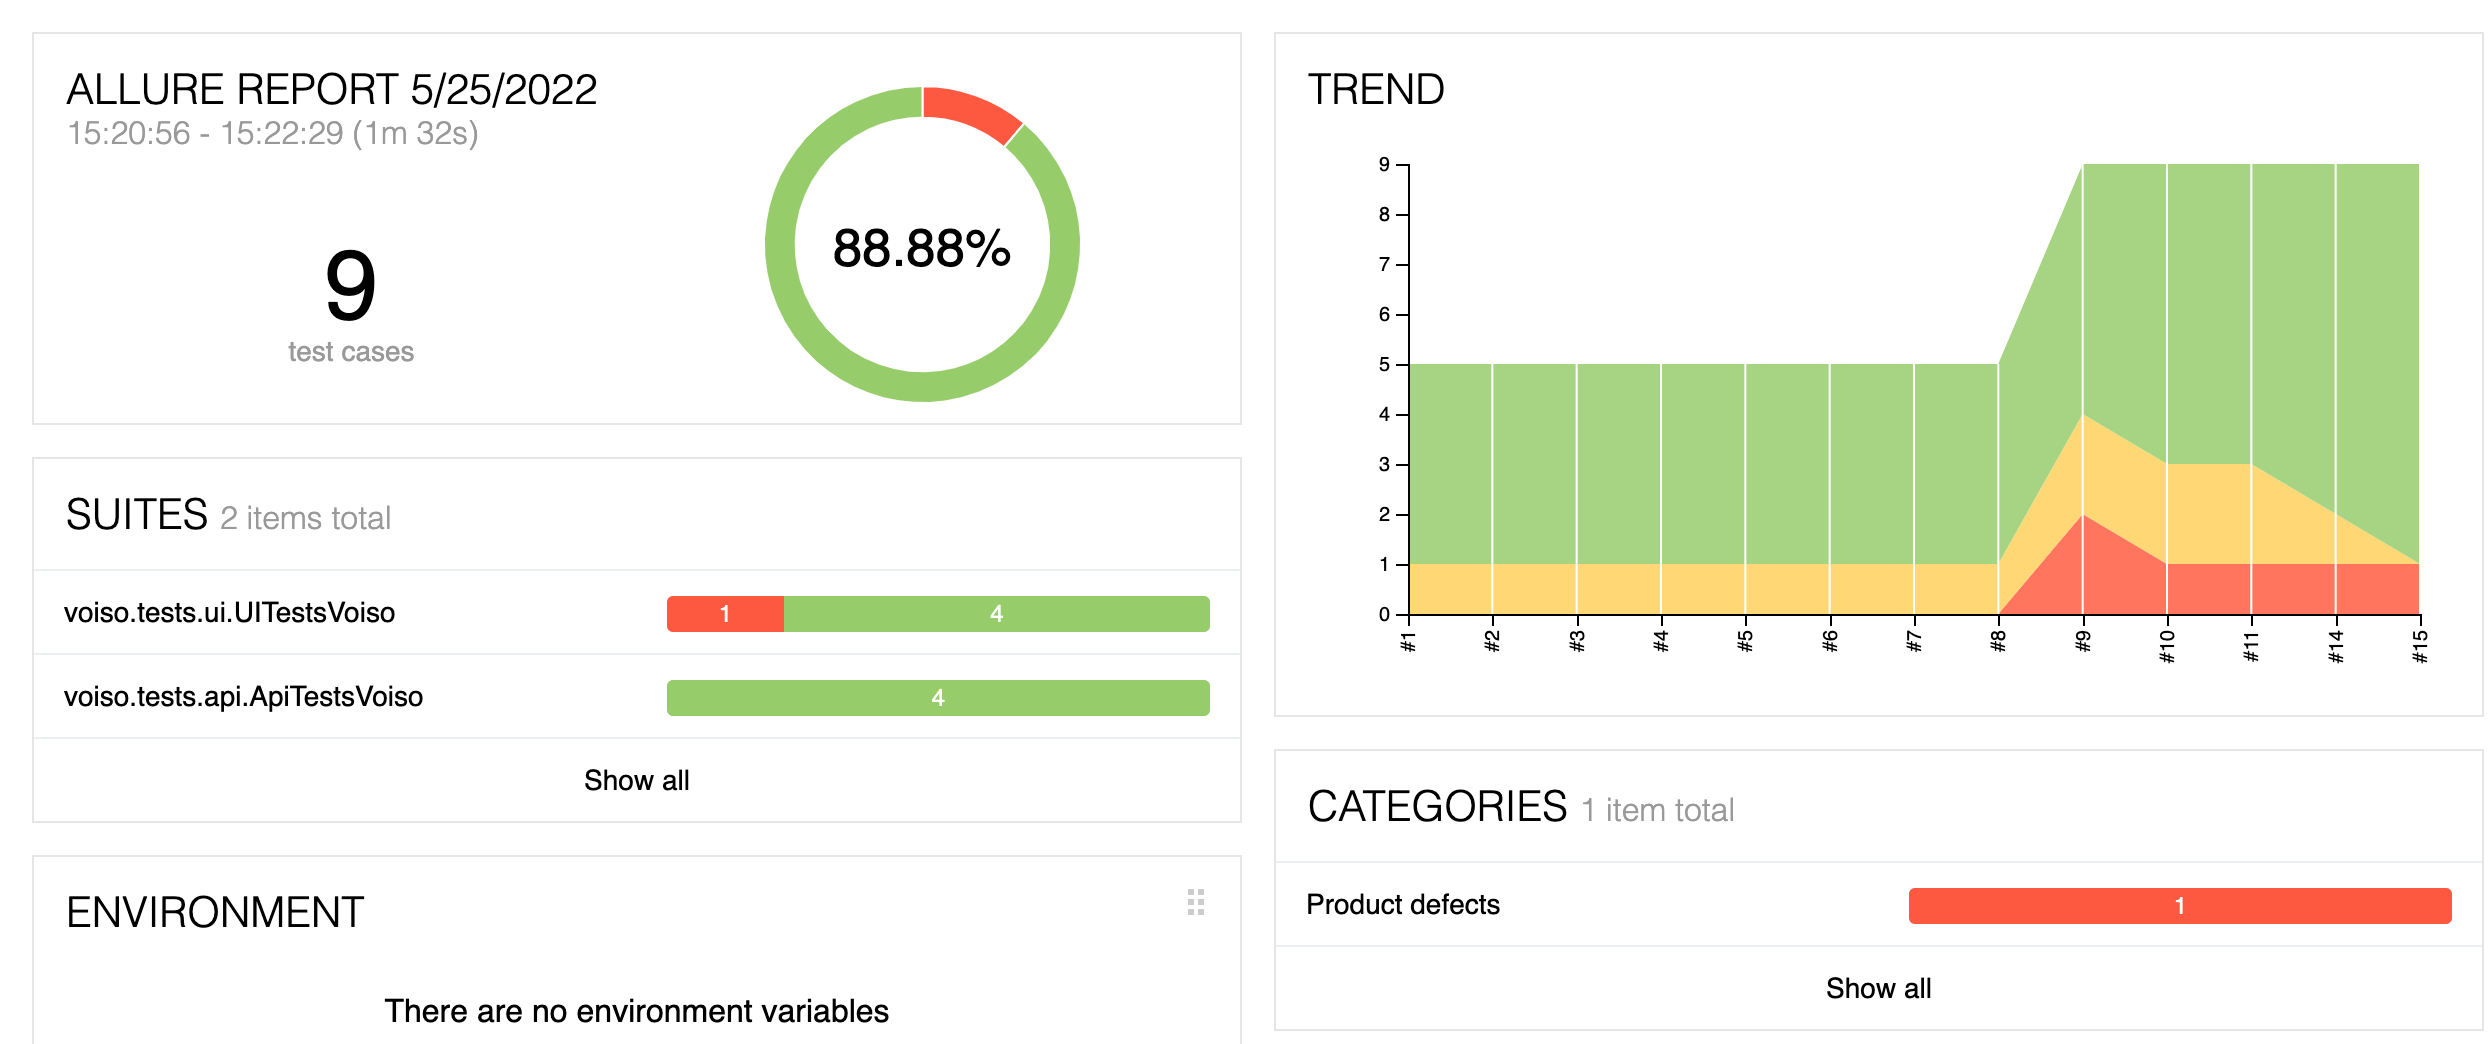 ALLURE REPORT 5/25/2022
15:20:56 - 15:22:29 (1m 32s)
9
test cases
88.88%
SUITES 2 items total
voiso.tests.ui.UITestsVoiso 1 4
voiso.tests.api.ApiTestsVoiso 4
Show all
ENVIRONMENT
There are no environment variables
TREND
9
8
7
6
5
4
3
2
1
0
#1 #2 #3 #4 #5 #6 #7 #8 #9 #10 #11 #14 #15
CATEGORIES 1 item total
Product defects 1
Show all